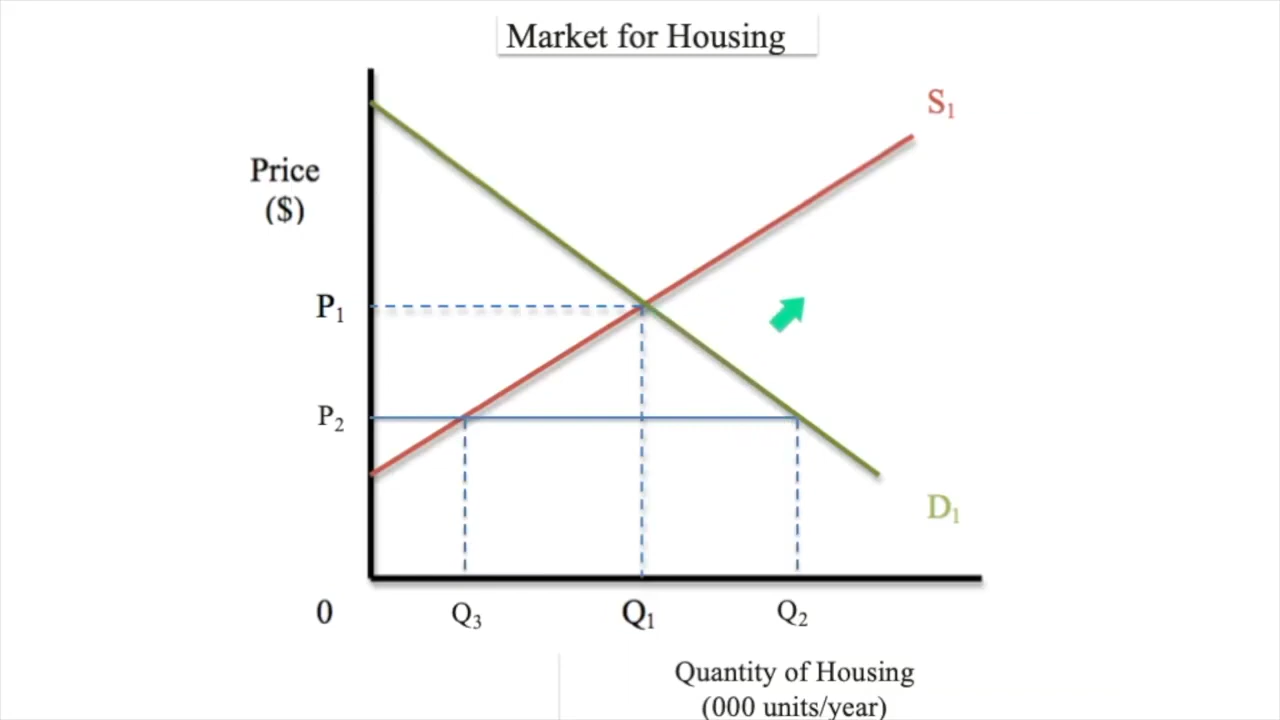 Market for Housing
S₁
Price
($)
P₁
P₂
D₁
0
Q₃
Q₁
Q₂
Quantity of Housing
(000 units/year)